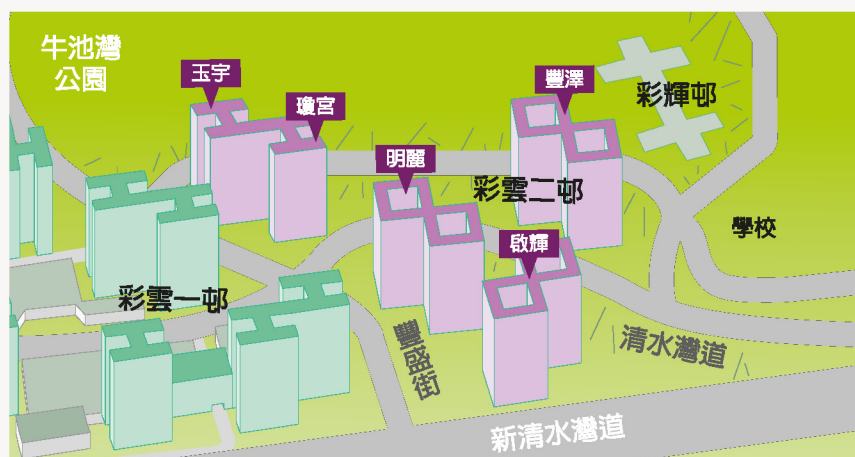 牛池灣
公園
玉宇
瓊宮
豐澤
彩輝邨
明麗
彩雲二邨
學校
啟輝
彩雲一邨
豐盛街
清水灣道
新清水灣道